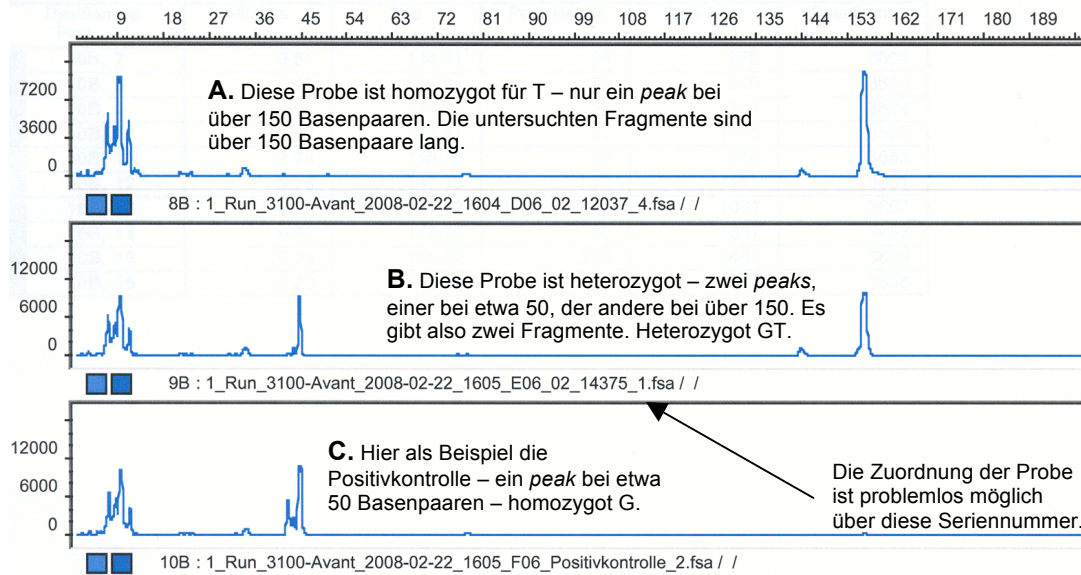 9 18 27 36 45 54 63 72 81 90 99 108 117 126 135 144 153 162 171 180 189
7200
3600
0
A. Diese Probe ist homozygot für T – nur ein peak bei
über 150 Basenpaaren. Die untersuchten Fragmente sind
über 150 Basenpaare lang.
8B : 1_Run_3100-Avant_2008-02-22_1604_D06_02_12037_4.fsa / /
12000
6000
0
B. Diese Probe ist heterozygot – zwei peaks,
einer bei etwa 50, der andere bei über 150. Es
gibt also zwei Fragmente. Heterozygot GT.
9B : 1_Run_3100-Avant_2008-02-22_1605_E06_02_14375_1.fsa / /
12000
6000
0
C. Hier als Beispiel die
Positivkontrolle – ein peak bei etwa
50 Basenpaaren – homozygot G.
Die Zuordnung der Probe
ist problemlos möglich
über diese Seriennummer.
10B : 1_Run_3100-Avant_2008-02-22_1605_F06_Positivkontrolle_2.fsa / /